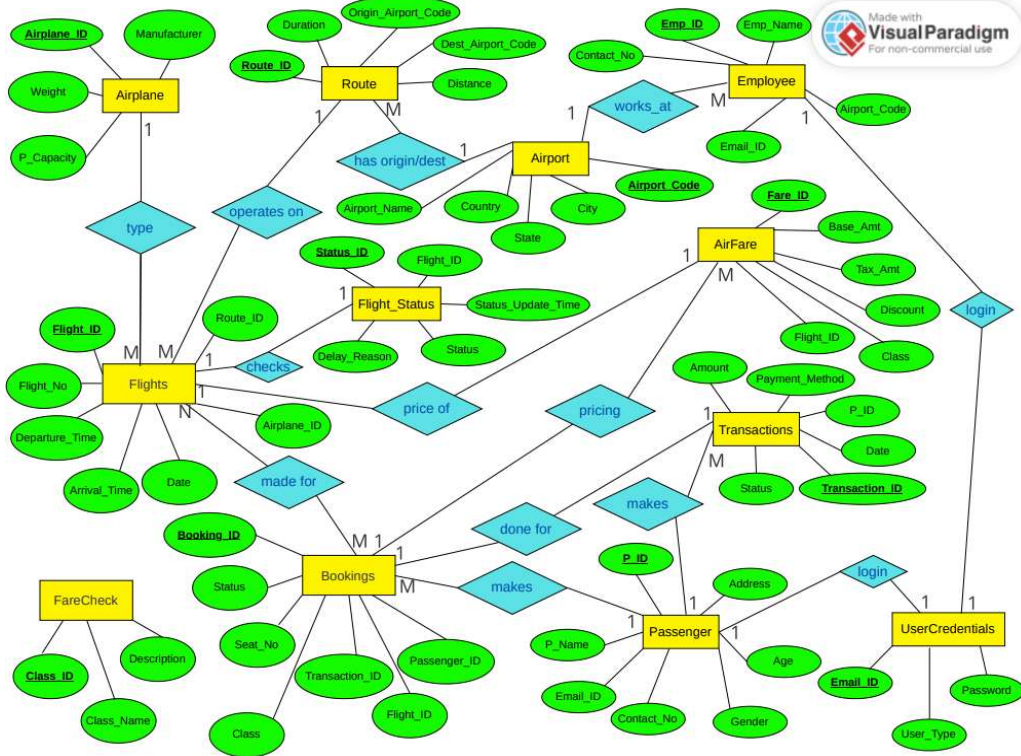 Made with
VisualParadigm
For non-commercial use
Airplane_ID
Manufacturer
Weight
Airplane
P_Capacity
1
type
M
Duration
Origin_Airport_Code
Route_ID
Route
Dest_Airport_Code
Distance
1
M
operates on
M
has origin/dest
1
Emp_ID
Emp_Name
Contact_No
Employee
Airport_Code
Email_ID
M
1
works_at
1
Airport
Airport_Name
Country
State
City
Airport_Code
Fare_ID
Base_Amt
AirFare
Tax_Amt
Discount
Class
Flight_ID
1
M
login
Status_ID
Flight_ID
Flight_Status
Status_Update_Time
Delay_Reason
Status
1
checks
1
Flight_ID
Route_ID
Flight_No
Flights
1
N
Departure_Time
Arrival_Time
Date
Airplane_ID
price of
pricing
made for
M
1
Amount
Payment_Method
P_ID
Transactions
Date
Status
Transaction_ID
1
M
done for
1
makes
1
Booking_ID
Status
Bookings
Seat_No
Class
Transaction_ID
Flight_ID
Passenger_ID
M
makes
1
FareCheck
Class_ID
Class_Name
Description
P_ID
Address
P_Name
Passenger
Age
Email_ID
Contact_No
Gender
1
login
1
1
UserCredentials
Email_ID
User_Type
Password